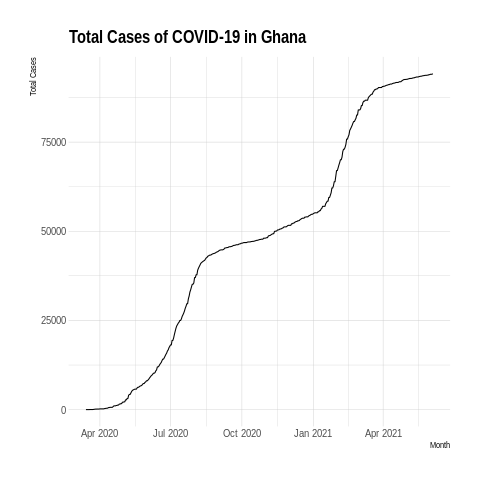 Total Cases of COVID-19 in Ghana
Total Cases
75000
50000
25000
0
Apr 2020 Jul 2020 Oct 2020 Jan 2021 Apr 2021
Month